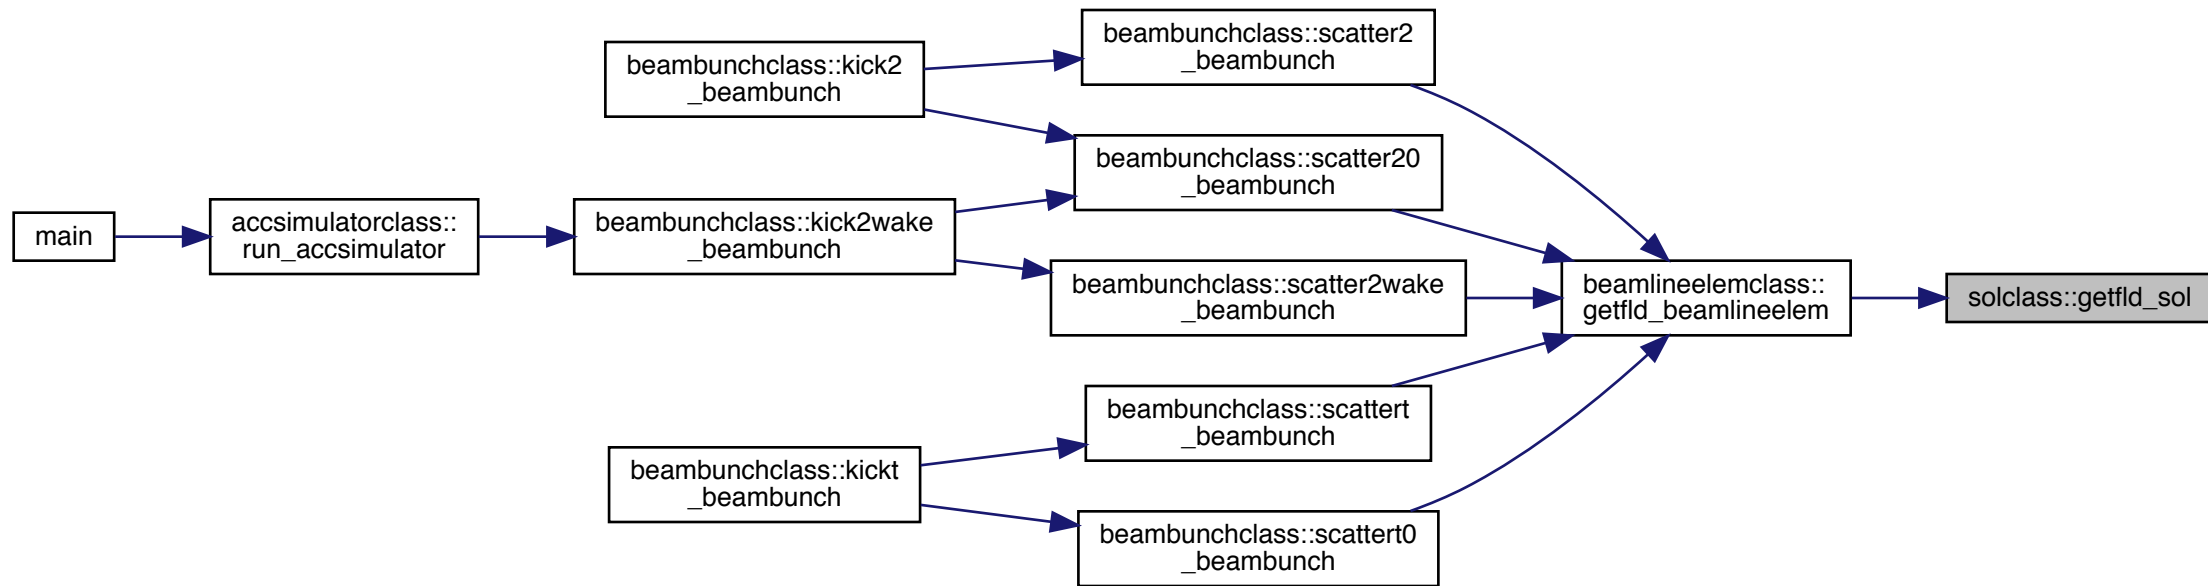 main
accsimulatorclass::
run_accsimulator
beambunchclass::kick2
_beambunch
beambunchclass::kick2wake
_beambunch
beambunchclass::kickt
_beambunch
beambunchclass::scatter2
_beambunch
beambunchclass::scatter20
_beambunch
beambunchclass::scatter2wake
_beambunch
beambunchclass::scattert
_beambunch
beambunchclass::scattert0
_beambunch
beamlineelemclass::
getfld_beamlineelem
solclass::getfld_sol